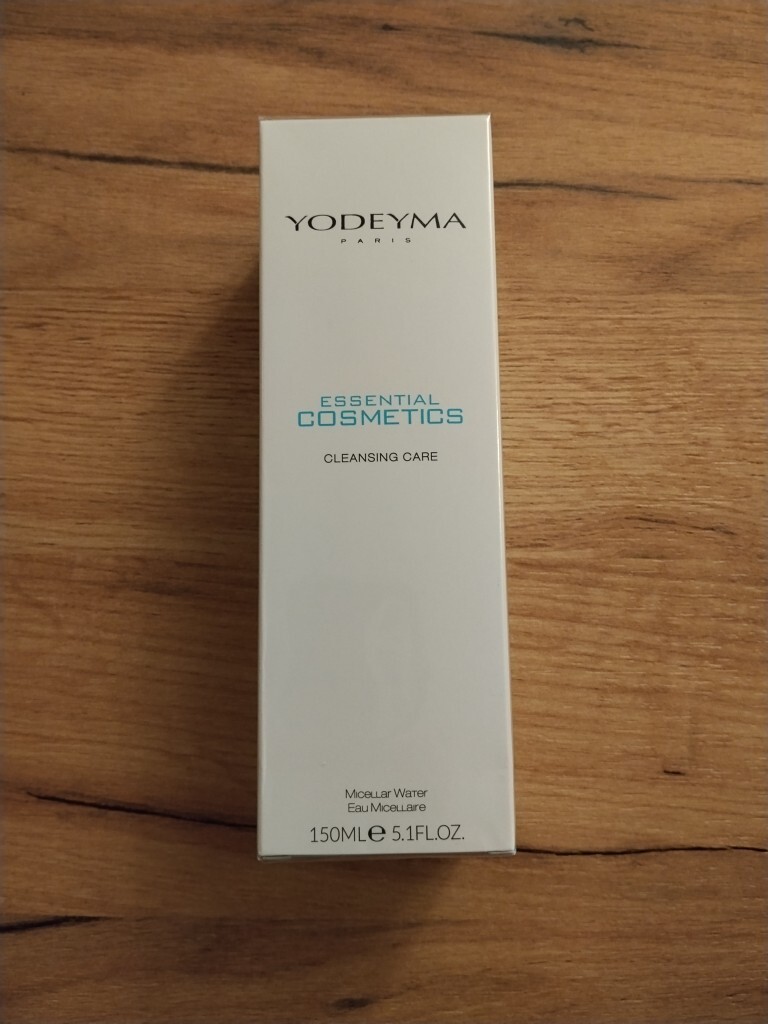 YODEYMA
PARIS
ESSENTIAL
COSMETICS
CLEANSING CARE
Micellar Water
Eau Micellaire
150ML℮ 5.1FL.OZ.